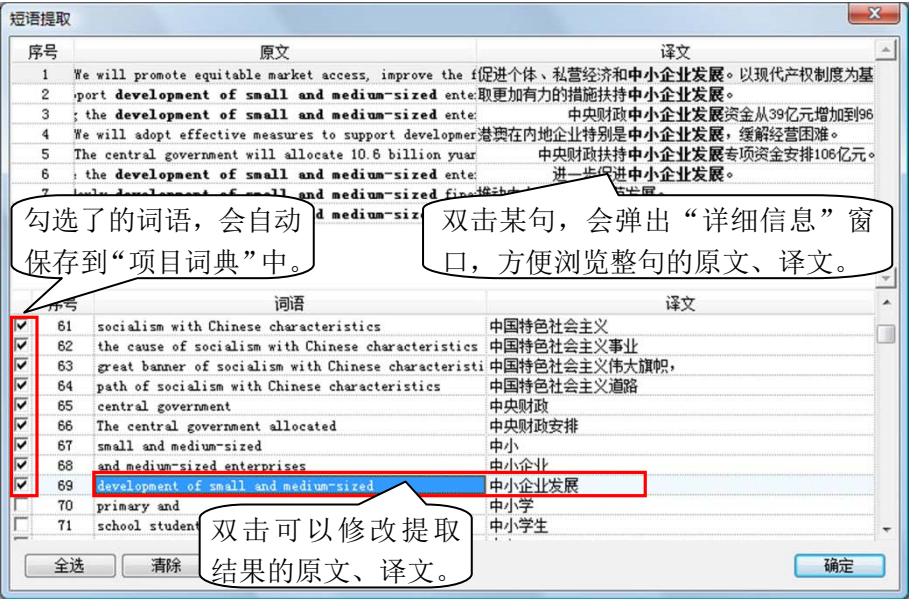 短语提取
序号 原文 译文
1 We will promote equitable market access, improve the f 促进个体、私营经济和中小企业发展。以现代产权制度为基
2 port development of small and medium-sized ente 取更加有力的措施扶持中小企业发展。
3 ; the development of small and medium-sized ente 中央财政中小企业发展资金从39亿元增加到96
4 We will adopt effective measures to support developmer 港澳在内地企业特别是中小企业发展，缓解经营困难。
5 The central government will allocate 10.6 billion yuar 中央财政扶持中小企业发展专项资金安排106亿元。
6 : the development of small and medium-sized ente 进一步促进中小企业发展。
7 development of small and medium-sized
d medium-siz
勾选了的词语，会自动
保存到“项目词典”中。
双击某句，会弹出“详细信息”窗
口，方便浏览整句的原文、译文。
序号 词语 译文
61 socialism with Chinese characteristics 中国特色社会主义
62 the cause of socialism with Chinese characteristics 中国特色社会主义事业
63 great banner of socialism with Chinese characteristi 中国特色社会主义伟大旗帜，
64 path of socialism with Chinese characteristics 中国特色社会主义道路
65 central government 中央财政
66 The central government allocated 中央财政安排
67 small and medium-sized 中小
68 and medium-sized enterprises 中小企业
69 development of small and medium-sized 中小企业发展
70 primary and 中小学
71 school student 中小学生
双击可以修改提取
结果的原文、译文。
全选 清除 确定